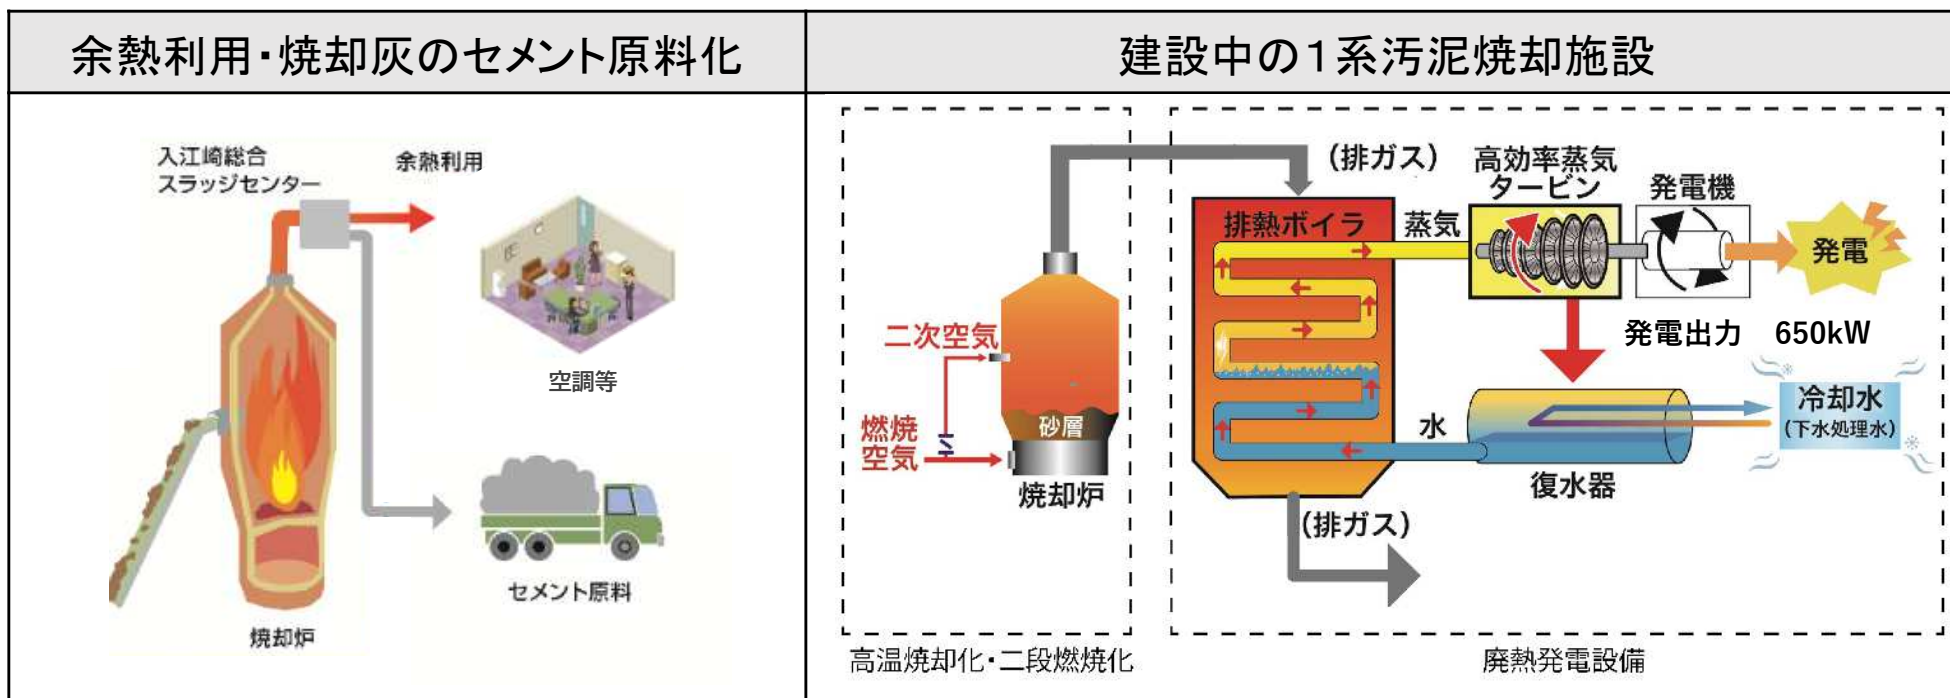 余熱利用・焼却灰のセメント原料化
入江崎総合
スラッジセンター
余熱利用
空調等
セメント原料
焼却炉
建設中の1系汚泥焼却施設
(排ガス)
高効率蒸気
タービン
発電機
排熱ボイラ
蒸気
発電
発電出力 650kW
二次空気
燃焼
空気
砂層
焼却炉
水
冷却水
(下水処理水)
復水器
(排ガス)
高温焼却化・二段燃焼化
廃熱発電設備